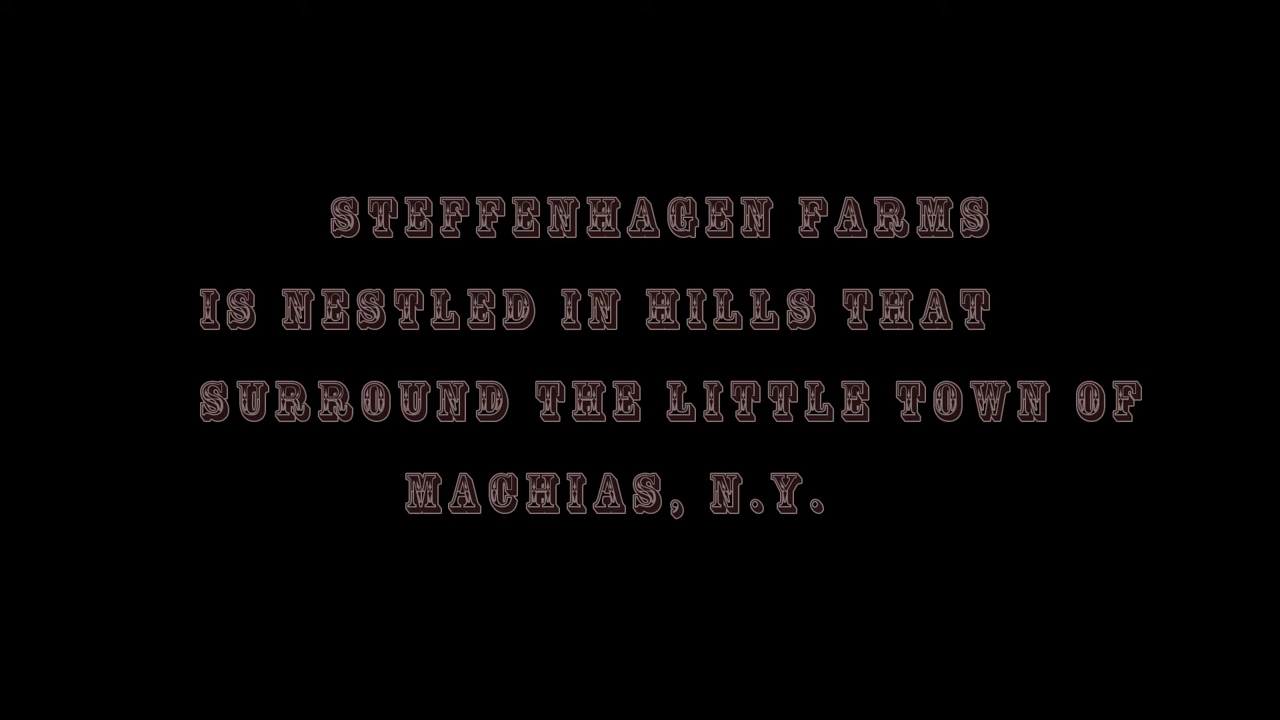 STEFFENHAGEN FARMS
IS NESTLED IN HILLS THAT
SURROUND THE LITTLE TOWN OF
MACHIAS, N.Y.